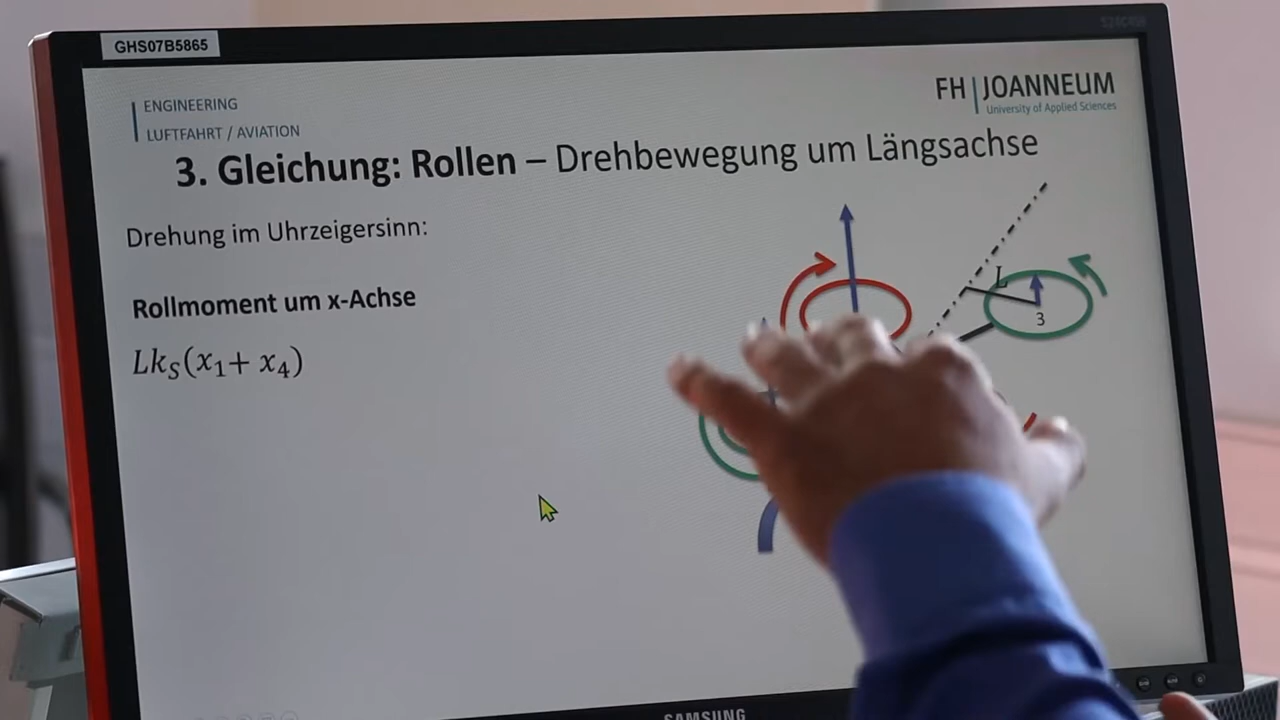 GHS07B5865
ENGINEERING
LUFTFAHRT / AVIATION
FH | JOANNEUM
University of Applied Sciences
3. Gleichung: Rollen – Drehbewegung um Längsachse
Drehung im Uhrzeigersinn:
Rollmoment um x-Achse
Lk_S(x_1+ x_4)
L
3
SAMSUNG